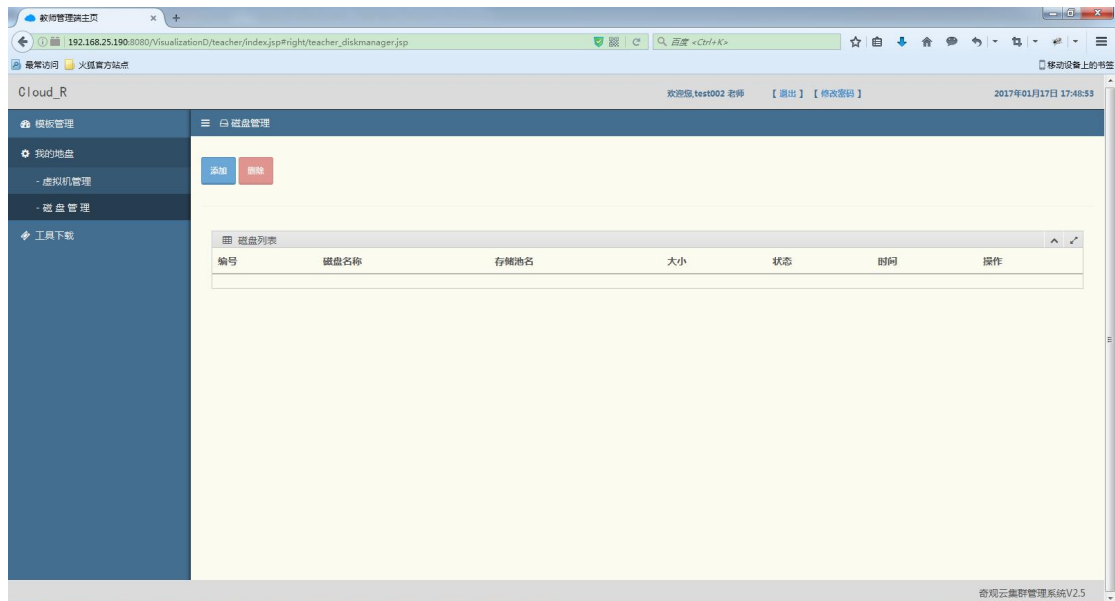 教师管理端主页
192.168.25.190:8080/VisualizationD/teacher/index.jsp#right/teacher_diskmanager.jsp
百度 <Ctrl+K>
最常访问 火狐官方站点 移动设备上的书签
Cloud_R 欢迎您,test002 老师 【 退出 】 【 修改密码 】 2017年01月17日 17:48:53
模板管理
磁盘管理
我的地盘
- 虚拟机管理
- 磁 盘 管 理
工具下载
添加 删除
磁盘列表
编号 磁盘名称 存储池名 大小 状态 时间 操作
奇观云集群管理系统V2.5